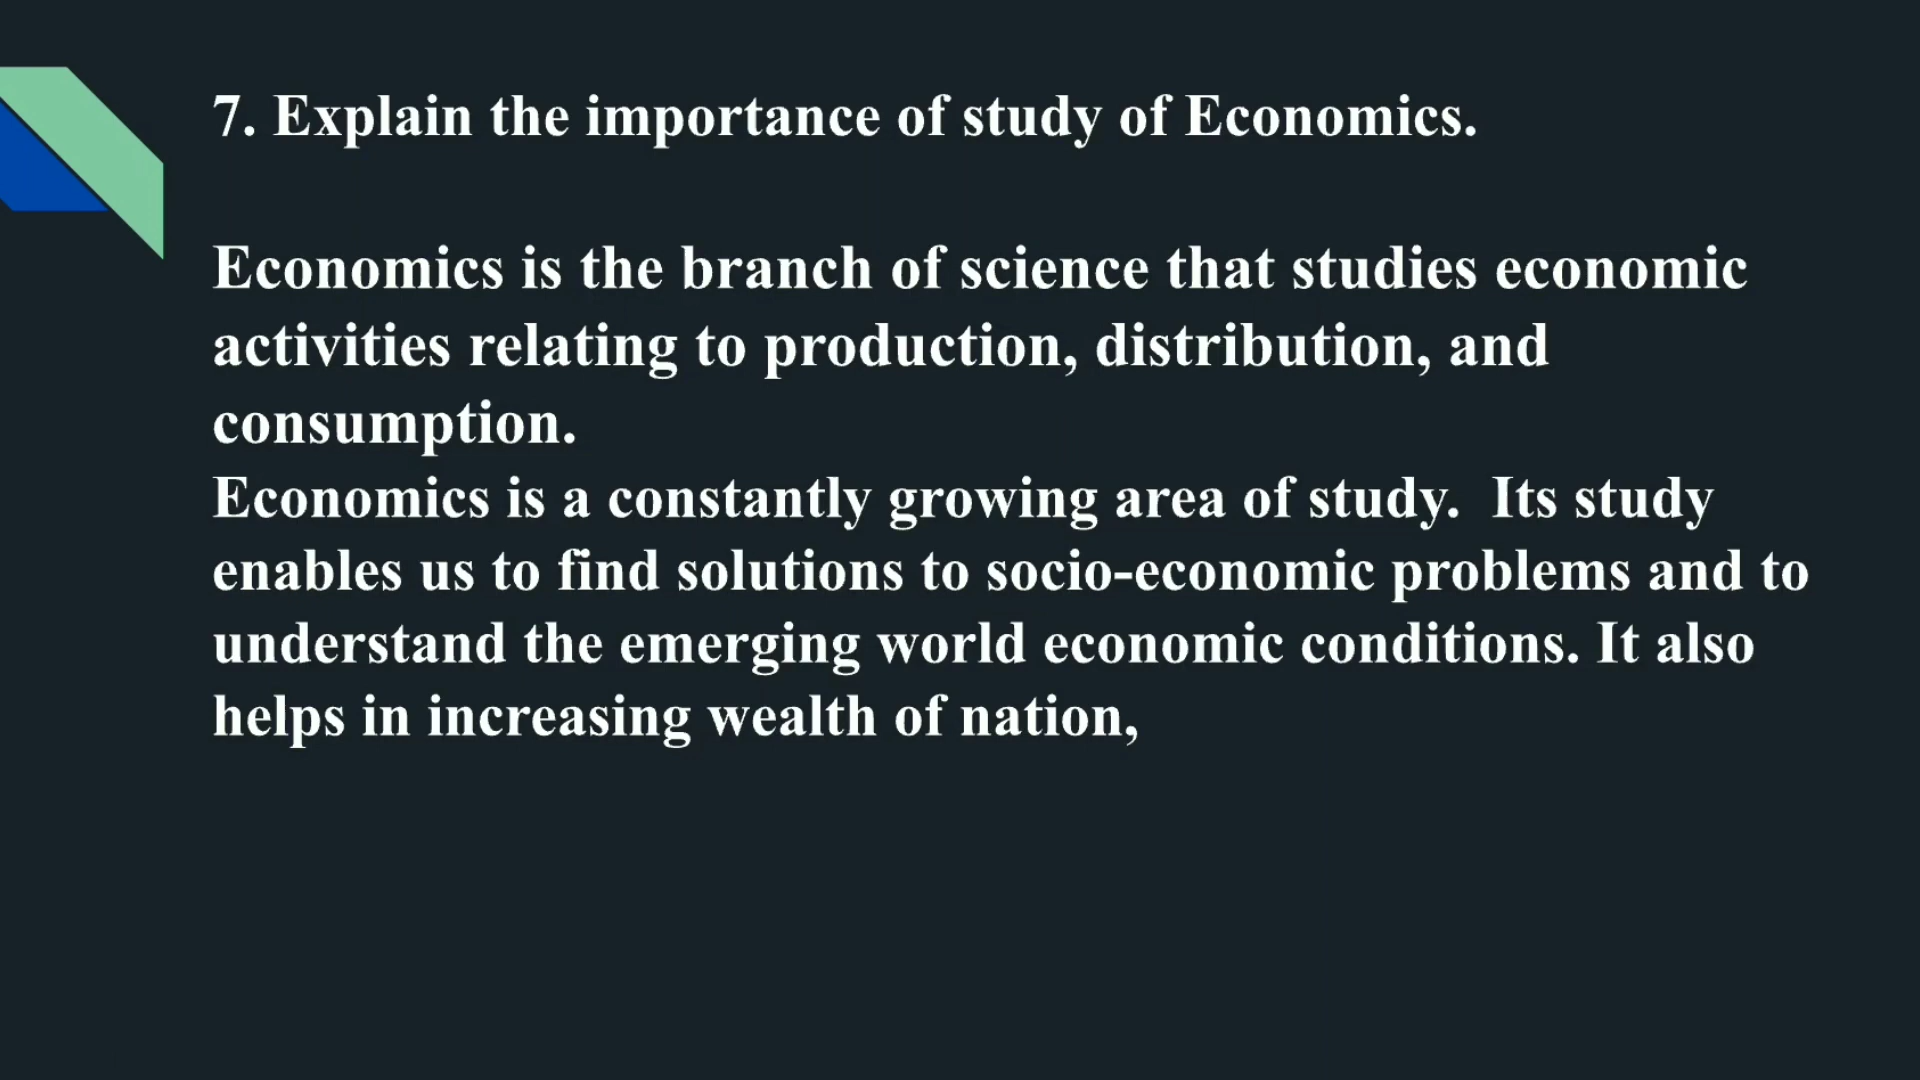 7. Explain the importance of study of Economics.
Economics is the branch of science that studies economic
activities relating to production, distribution, and
consumption.
Economics is a constantly growing area of study.  Its study
enables us to find solutions to socio-economic problems and to
understand the emerging world economic conditions. It also
helps in increasing wealth of nation,